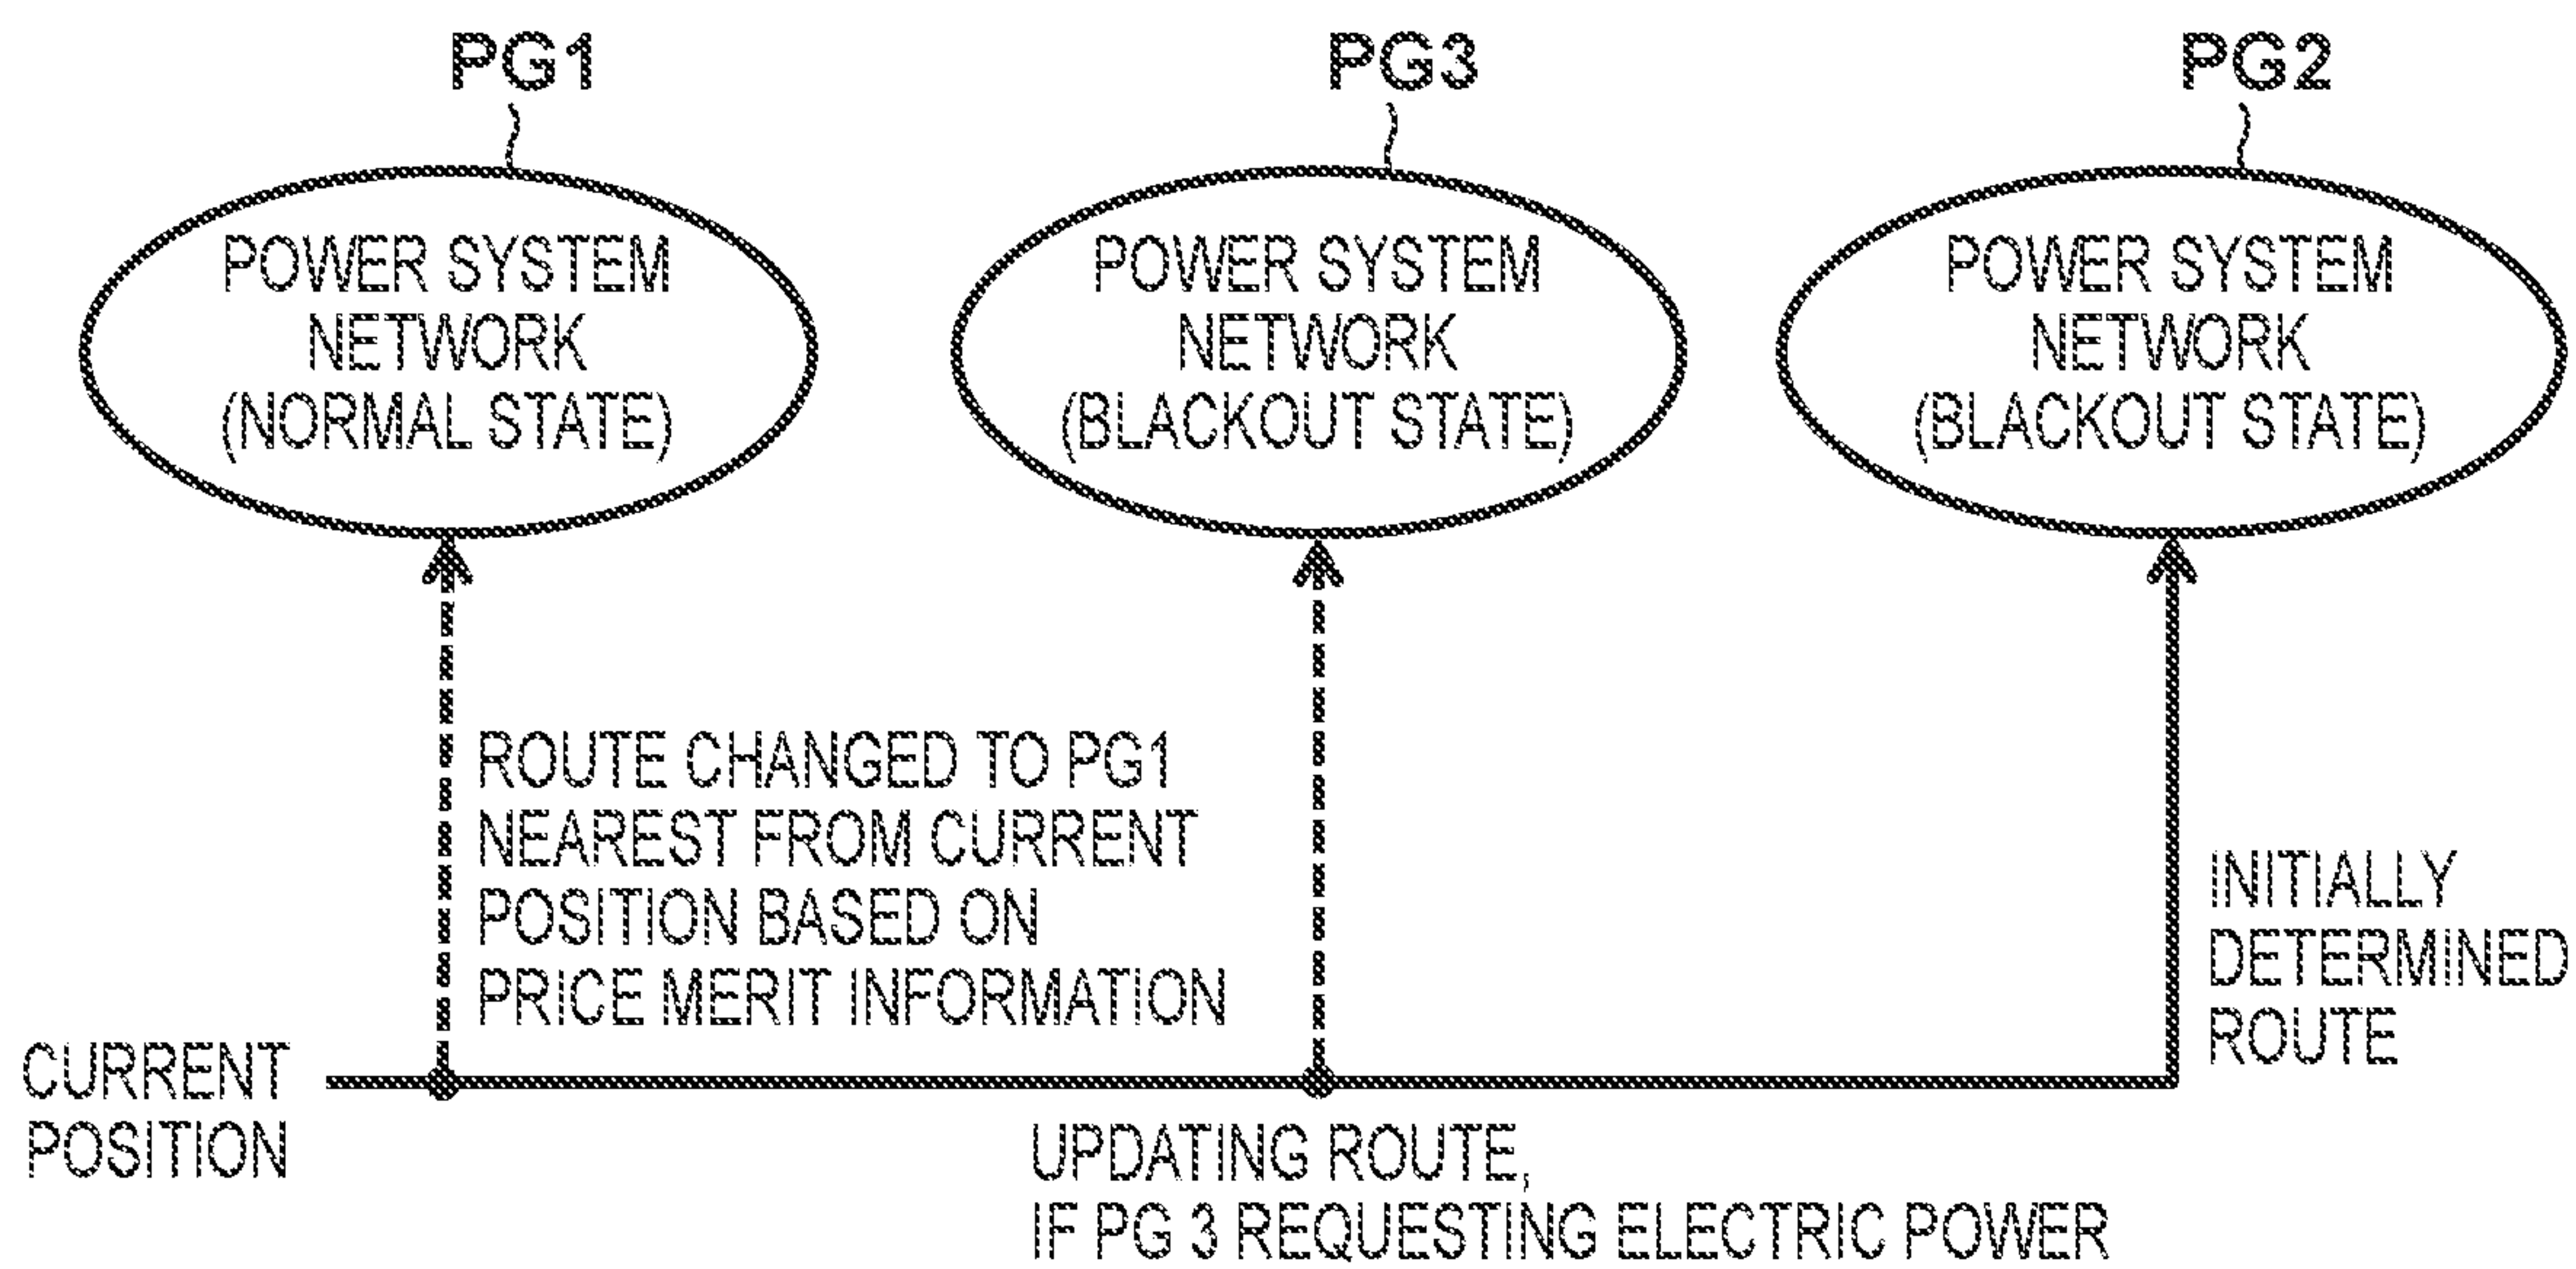 PG1
PG3
PG2
POWER SYSTEM
NETWORK
(NORMAL STATE)
POWER SYSTEM
NETWORK
(BLACKOUT STATE)
POWER SYSTEM
NETWORK
(BLACKOUT STATE)
ROUTE CHANGED TO PG1
NEAREST FROM CURRENT
POSITION BASED ON
PRICE MERIT INFORMATION
INITIALLY
DETERMINED
ROUTE
CURRENT
POSITION
UPDATING ROUTE,
IF PG 3 REQUESTING ELECTRIC POWER